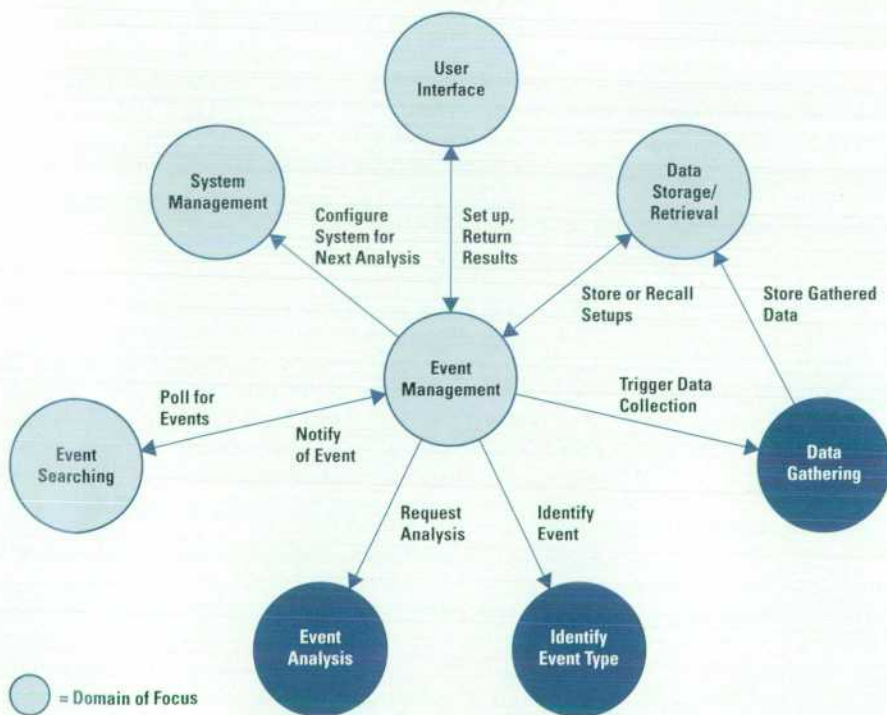 User
Interface
System
Management
Data
Storage/
Retrieval
Configure
System for
Next Analysis
Set up,
Return
Results
Store or Recall
Setups
Store Gathered
Data
Event
Management
Poll for
Events
Trigger Data
Collection
Event
Searching
Notify
of Event
Data
Gathering
Request
Analysis
Identify
Event
Event
Analysis
Identify
Event Type
= Domain of Focus